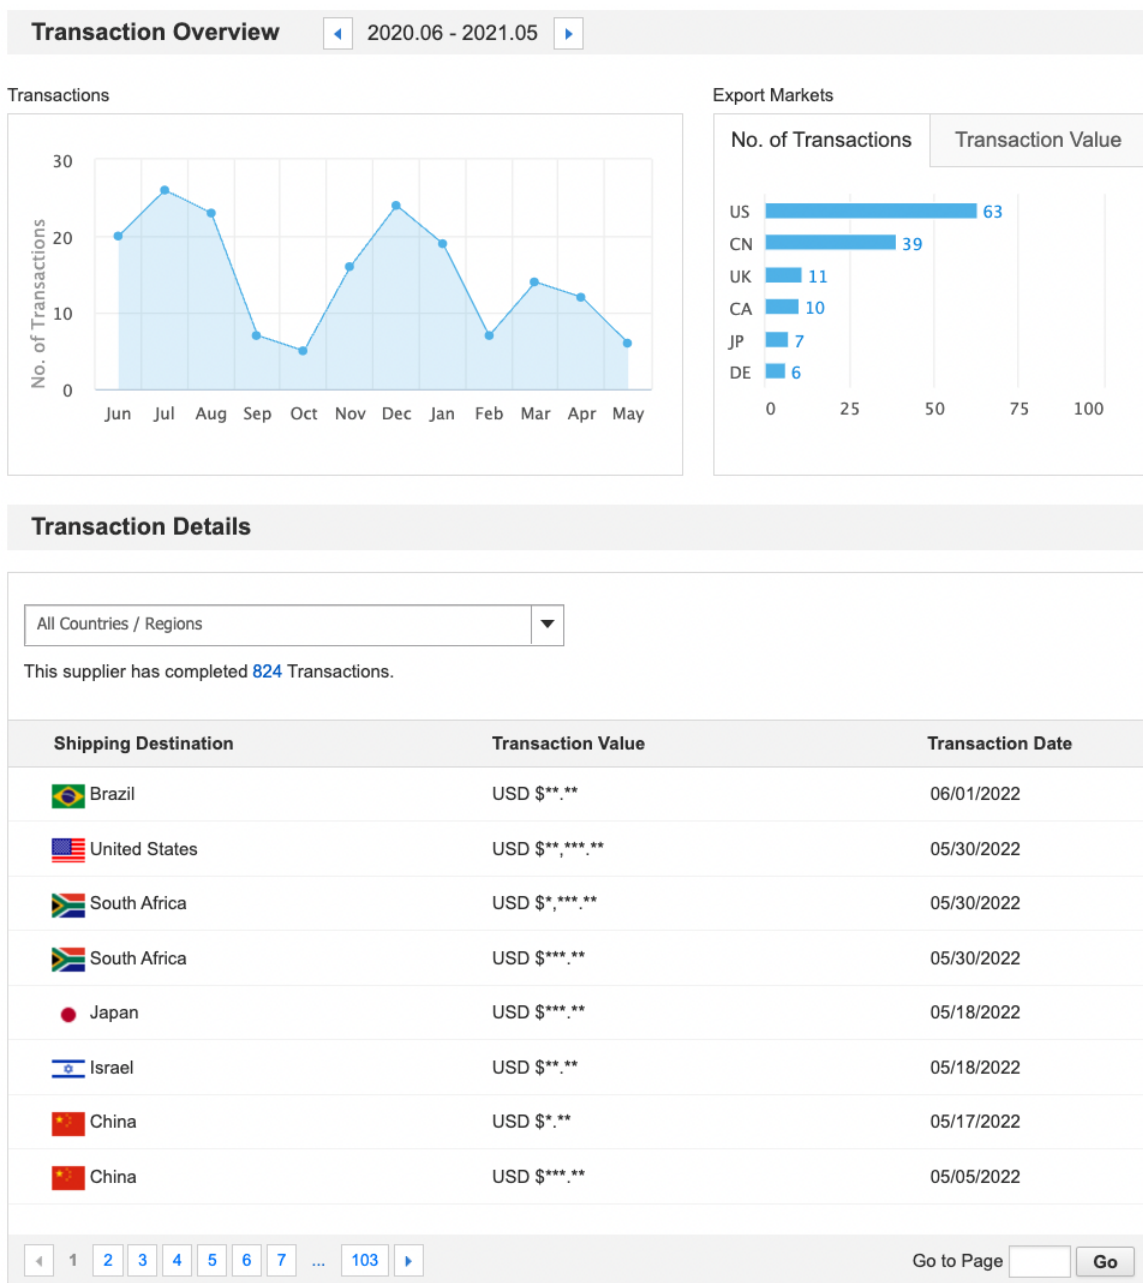 Transaction Overview 2020.06 - 2021.05
Transactions
30
20
10
0
No. of Transactions
Jun Jul Aug Sep Oct Nov Dec Jan Feb Mar Apr May
Export Markets
No. of Transactions Transaction Value
US 63
CN 39
UK 11
CA 10
JP 7
DE 6
0 25 50 75 100
Transaction Details
All Countries / Regions
This supplier has completed 824 Transactions.
Shipping Destination Transaction Value Transaction Date
Brazil USD $**.** 06/01/2022
United States USD $**,***.** 05/30/2022
South Africa USD $*,***.** 05/30/2022
South Africa USD $***.** 05/30/2022
Japan USD $***.** 05/18/2022
Israel USD $**.** 05/18/2022
China USD $*.** 05/17/2022
China USD $***.** 05/05/2022
1 2 3 4 5 6 7 ... 103 Go to Page Go